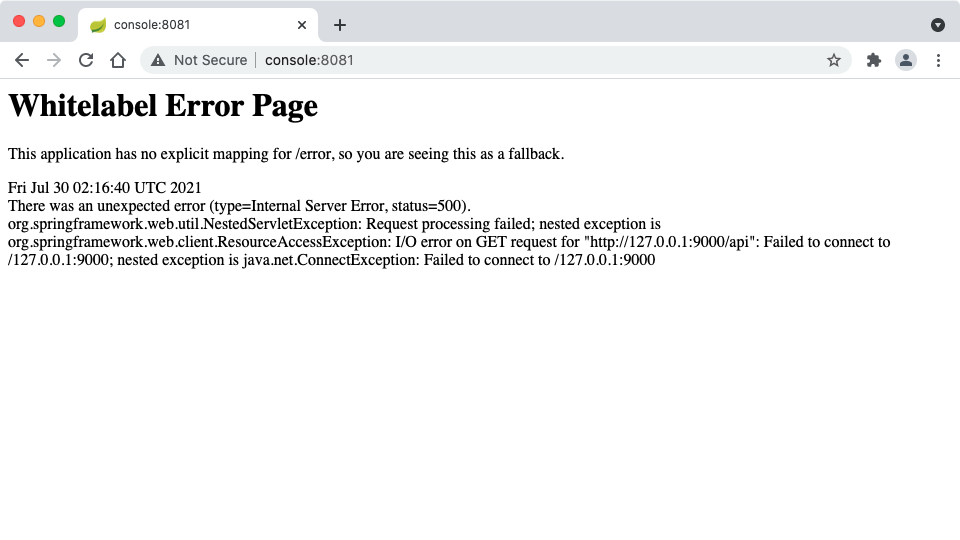 console:8081
Not Secure console:8081
Whitelabel Error Page
This application has no explicit mapping for /error, so you are seeing this as a fallback.
Fri Jul 30 02:16:40 UTC 2021
There was an unexpected error (type=Internal Server Error, status=500).
org.springframework.web.util.NestedServletException: Request processing failed; nested exception is
org.springframework.web.client.ResourceAccessException: I/O error on GET request for "http://127.0.0.1:9000/api": Failed to connect to
/127.0.0.1:9000; nested exception is java.net.ConnectException: Failed to connect to /127.0.0.1:9000